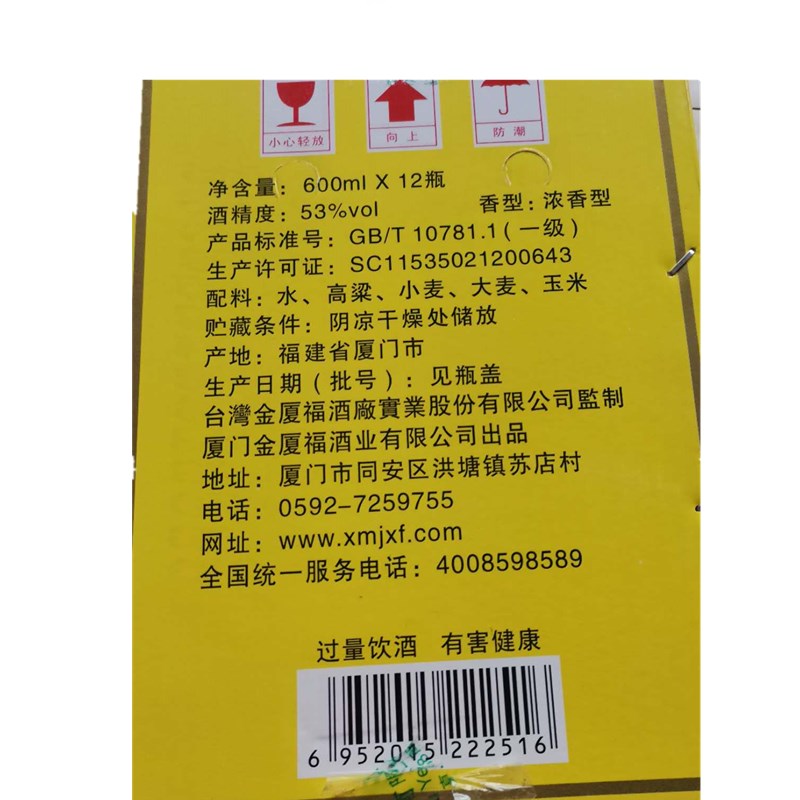 小心轻放 向上 防潮
净含量：600ml X 12瓶
酒精度：53%vol 香型：浓香型
产品标准号：GB/T 10781.1(一级)
生产许可证：SC11535021200643
配料：水、高粱、小麦、大麦、玉米
贮藏条件：阴凉干燥处储放
产地：福建省厦门市
生产日期（批号）：见瓶盖
台灣金厦福酒廠實業股份有限公司監制
厦门金厦福酒业有限公司出品
地址：厦门市同安区洪塘镇苏店村
电话：0592-7259755
网址：www.xmjxf.com
全国统一服务电话：4008598589
过量饮酒 有害健康
6 952015 222516